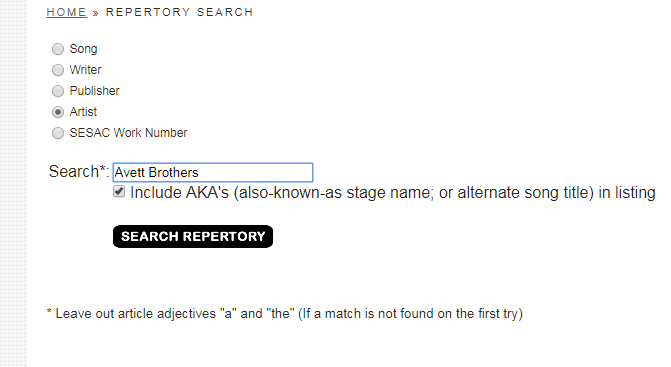 HOME » REPERTORY SEARCH
Song
Writer
Publisher
Artist
SESAC Work Number
Search*: Avett Brothers
Include AKA's (also-known-as stage name; or alternate song title) in listing
SEARCH REPERTORY
* Leave out article adjectives "a" and "the" (If a match is not found on the first try)